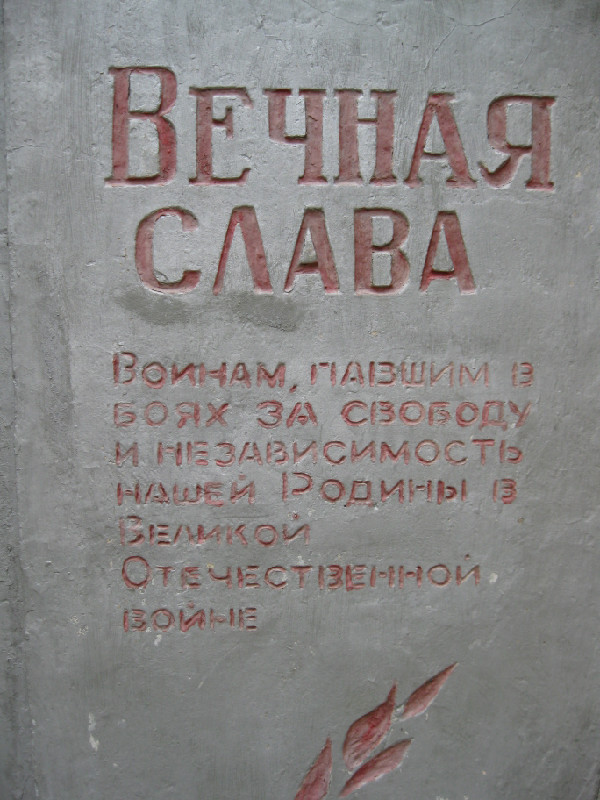 Вечная
слава
Воинам, павшим в
боях за свободу
и независимость
нашей Родины в
Великой
Отечественной
войне